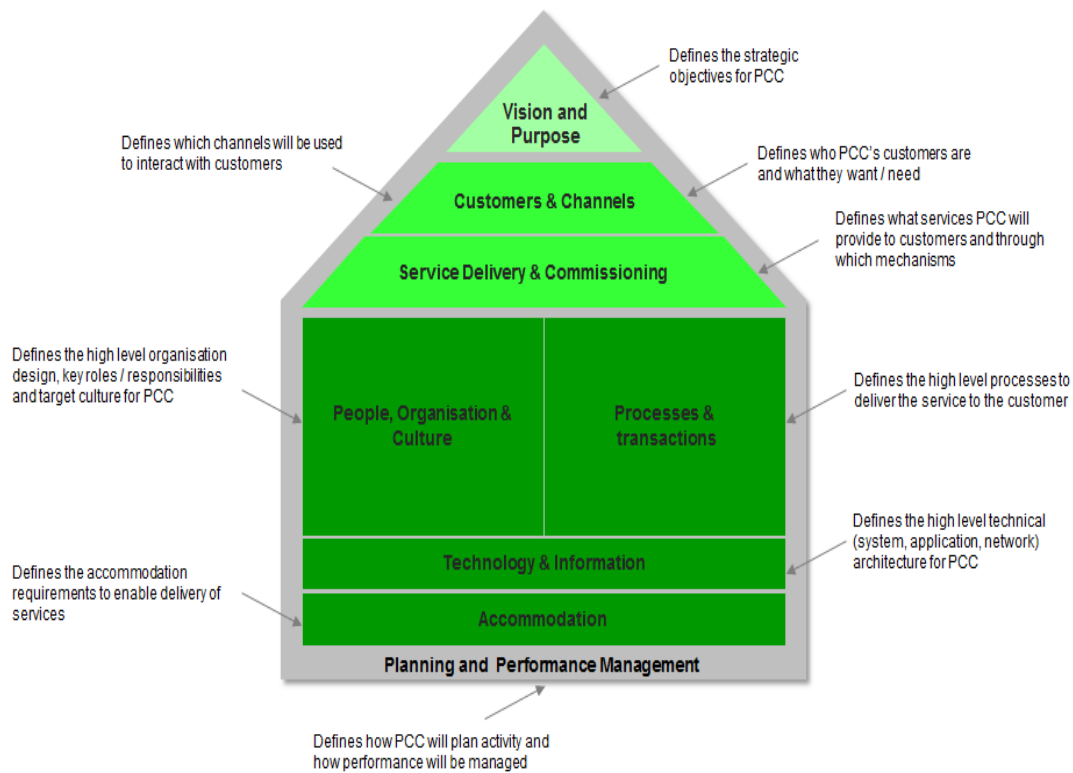 Defines the strategic
objectives for PCC
Vision and
Purpose
Defines which channels will be used
to interact with customers
Defines who PCC's customers are
and what they want / need
Customers & Channels
Defines what services PCC will
provide to customers and through
which mechanisms
Service Delivery & Commissioning
Defines the high level organisation
design, key roles / responsibilities
and target culture for PCC
People, Organisation &
Culture
Processes &
transactions
Defines the high level processes to
deliver the service to the customer
Defines the high level technical
(system, application, network)
architecture for PCC
Technology & Information
Defines the accommodation
requirements to enable delivery of
services
Accommodation
Planning and Performance Management
Defines how PCC will plan activity and
how performance will be managed